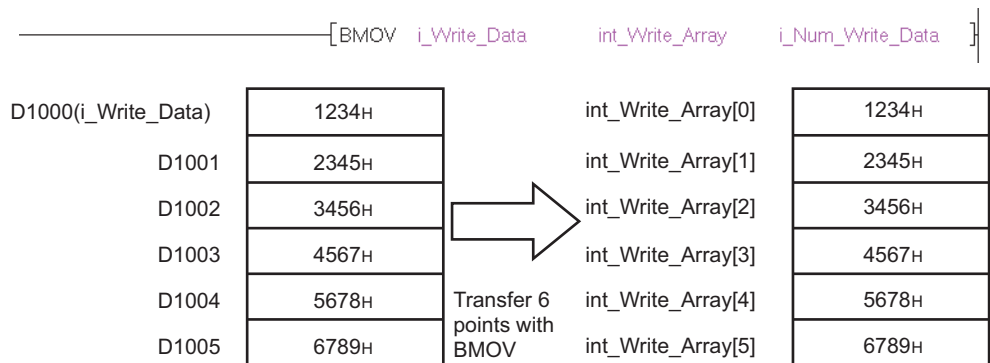 [BMOV i_Write_Data int_Write_Array i_Num_Write_Data ]
D1000(i_Write_Data) 1234H int_Write_Array[0] 1234H
D1001 2345H int_Write_Array[1] 2345H
D1002 3456H int_Write_Array[2] 3456H
D1003 4567H int_Write_Array[3] 4567H
D1004 5678H Transfer 6 int_Write_Array[4] 5678H
points with
D1005 6789H BMOV int_Write_Array[5] 6789H